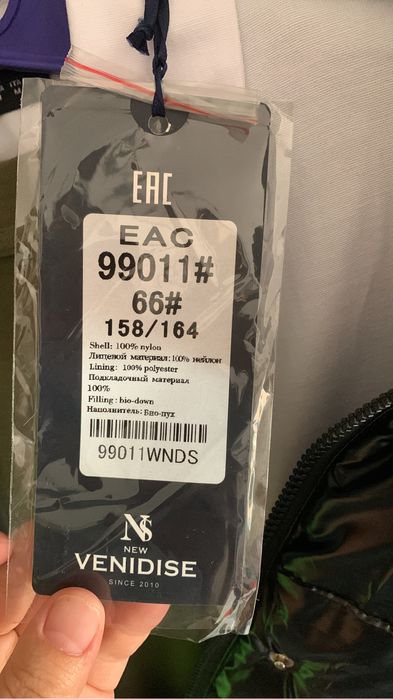 EAC
EAC
99011#
66#
158/164
Shell: 100% nylon
Лицевой материал: 100% нейлон
Lining: 100% polyester
Подкладочный материал
100%
Filling : bio-down
Наполнитель: Био-пух
99011WNDS
NS
NEW
VENIDISE
SINCE 2010